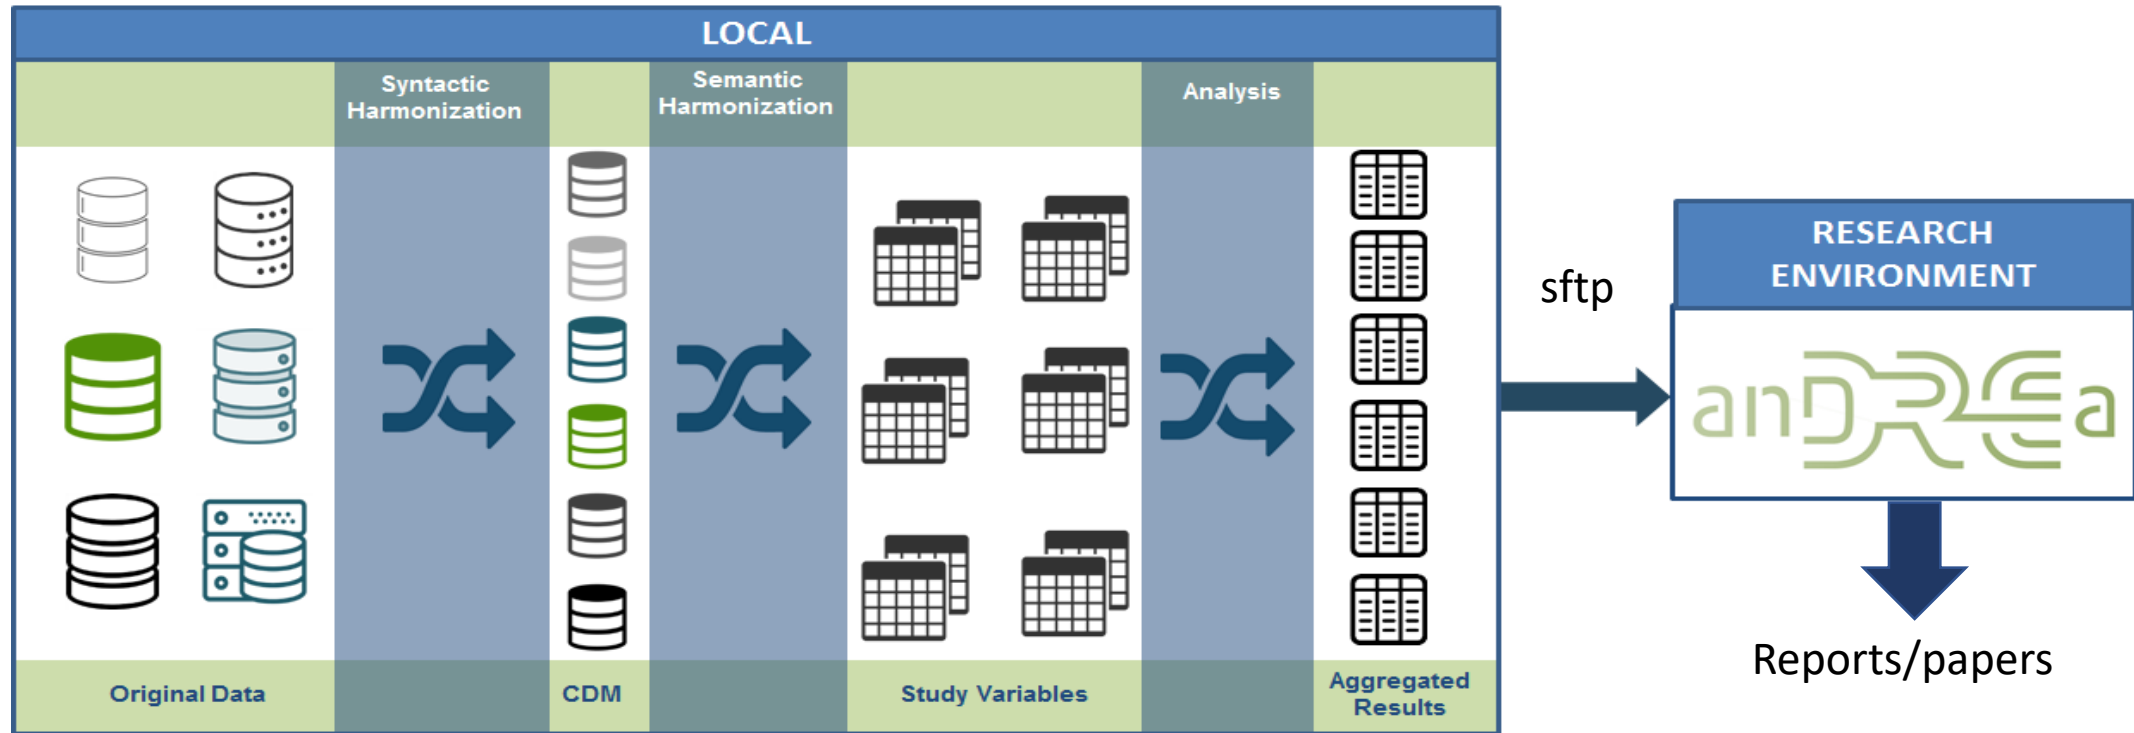 LOCAL
Syntactic
Harmonization
Semantic
Harmonization
Analysis
Original Data
CDM
Study Variables
Aggregated
Results
sftp
RESEARCH
ENVIRONMENT
anDREa
Reports/papers